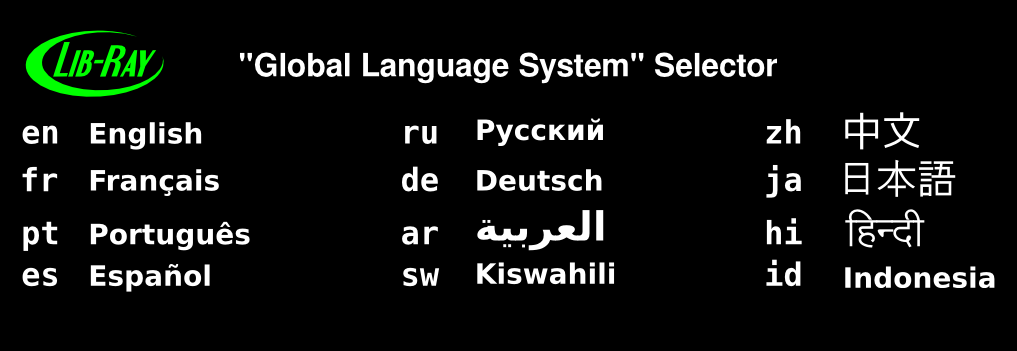 LIB-RAY
"Global Language System" Selector
en English ru Русский zh 中文
fr Français de Deutsch ja 日本語
pt Português ar العربية hi हिन्दी
es Español sw Kiswahili id Indonesia